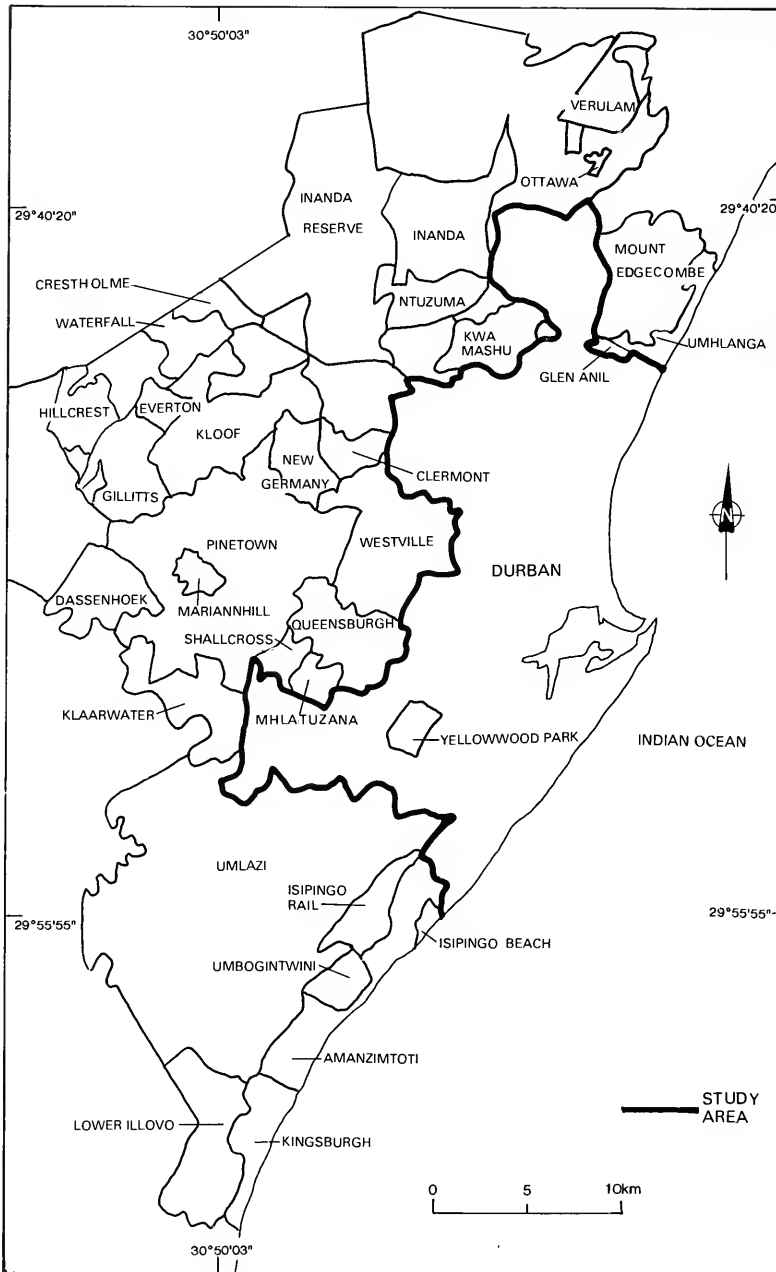 30°50'03"
VERULAM
OTTAWA
29°40'20"
29°40'20"
INANDA
RESERVE
INANDA
MOUNT
EDGECOMBE
CRESTHOLME
NTUZUMA
WATERFALL
KWA
MASHU
UMHLANGA
GLEN ANIL
HILLCREST
EVERTON
KLOOF
NEW
GERMANY
CLERMONT
GILLITTS
N
WESTVILLE
PINETOWN
DURBAN
DASSENHOEK
MARIANNHILL
QUEENSBURGH
SHALLCROSS
KLAARWATER
MHLATUZANA
YELLOWWOOD PARK
INDIAN OCEAN
UMLAZI
ISIPINGO
RAIL
29°55'55"
29°55'55"
ISIPINGO BEACH
UMBOGINTWINI
AMANZIMTOTI
STUDY
AREA
LOWER ILLOVO
KINGSBURGH
0 5 10km
30°50'03"